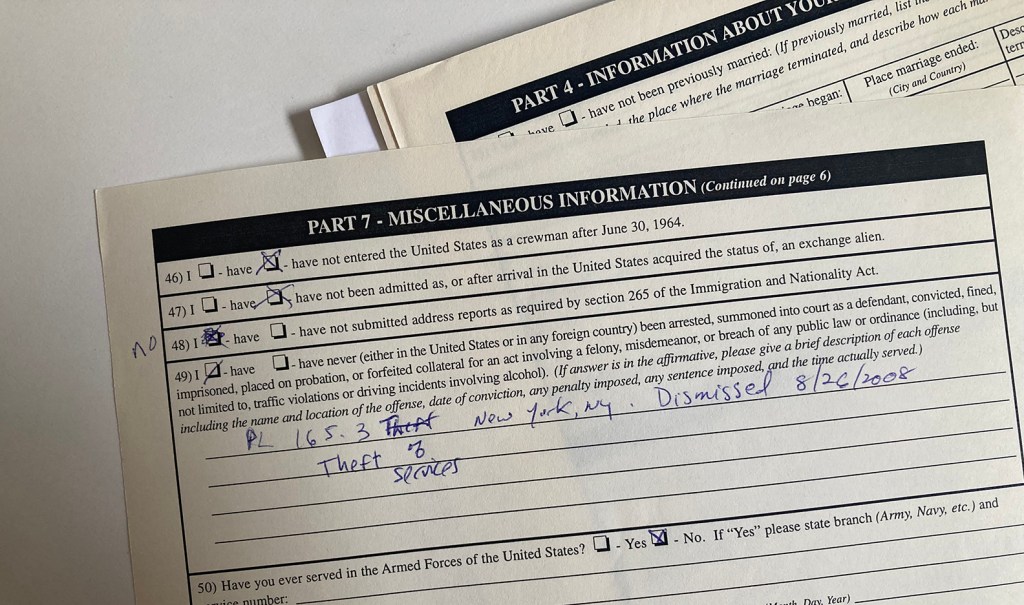 PART 4 - INFORMATION ABOUT YOUR
have ☐ - have not been previously married: (If previously married, list
the place where the marriage terminated, and describe how each
began:
Place marriage ended:
(City and Country)
PART 7 - MISCELLANEOUS INFORMATION (Continued on page 6)
46) I ☐ - have ☒ - have not entered the United States as a crewman after June 30, 1964.
47) I ☐ - have ☒ have not been admitted as, or after arrival in the United States acquired the status of, an exchange alien.
NO 48) I ☒ - have ☐ - have not submitted address reports as required by section 265 of the Immigration and Nationality Act.
49) I ☑ - have ☐ - have never (either in the United States or in any foreign country) been arrested, summoned into court as a defendant, convicted, fined,
imprisoned, placed on probation, or forfeited collateral for an act involving a felony, misdemeanor, or breach of any public law or ordinance (including, but
not limited to, traffic violations or driving incidents involving alcohol). (If answer is in the affirmative, please give a brief description of each offense
including the name and location of the offense, date of conviction, any penalty imposed, any sentence imposed, and the time actually served.)
PL 165.3 Theft New York, NY. Dismissed 8/26/2008
Theft of
services
50) Have you ever served in the Armed Forces of the United States? ☐ - Yes ☒ - No. If "Yes" please state branch (Army, Navy, etc.) and
number:
Day, Year)